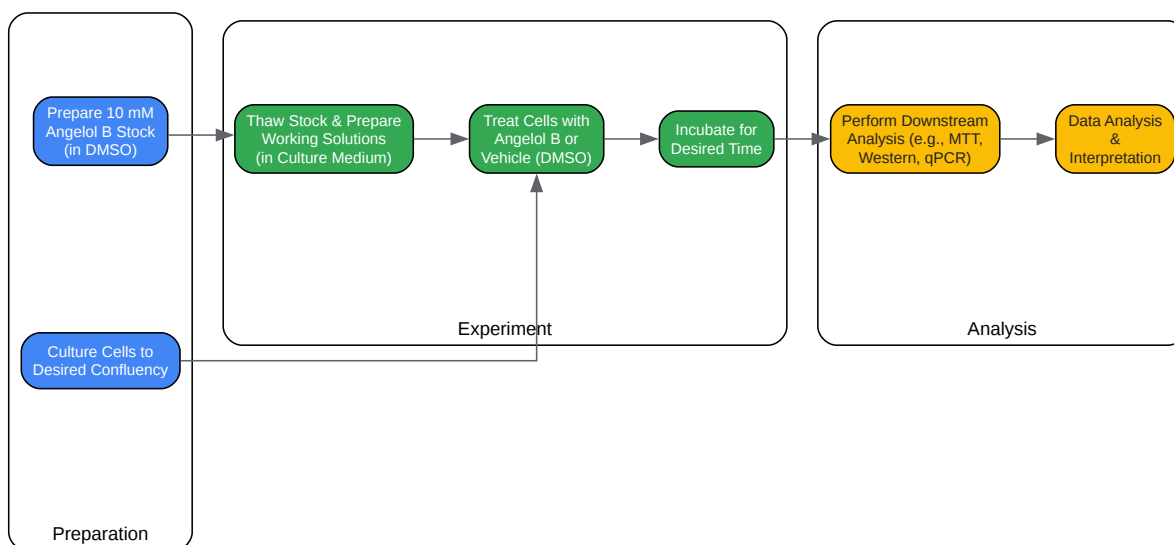 Prepare 10 mM
Angelol B Stock
(in DMSO)
Thaw Stock & Prepare
Working Solutions
(in Culture Medium)
Treat Cells with
Angelol B or
Vehicle (DMSO)
Incubate for
Desired Time
Perform Downstream
Analysis (e.g., MTT,
Western, qPCR)
Data Analysis
&
Interpretation
Culture Cells to
Desired Confluency
Experiment
Analysis
Preparation